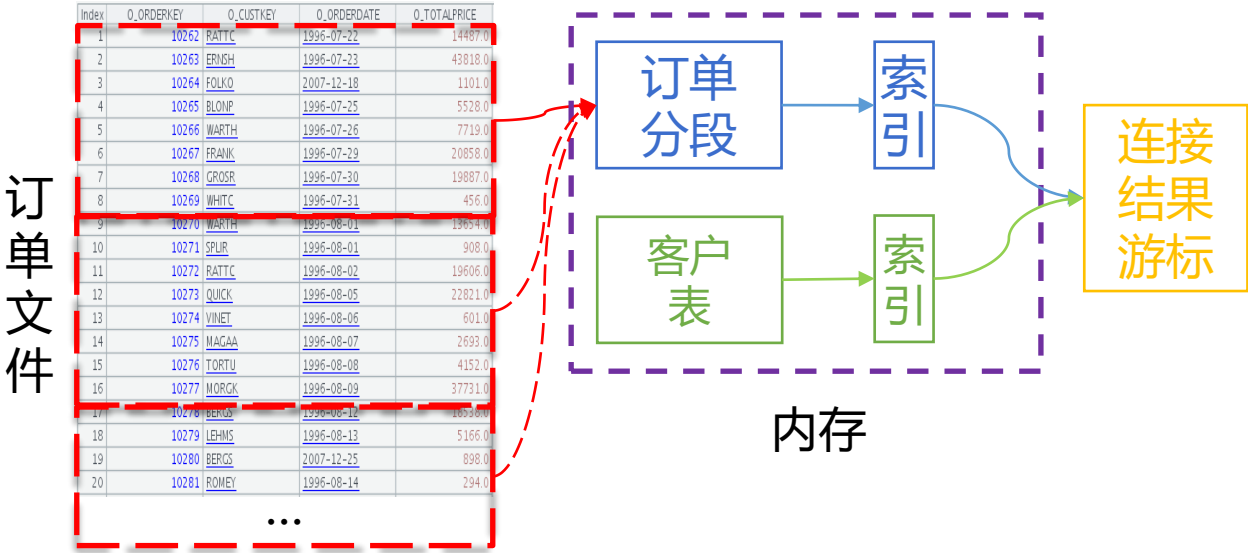 订单文件
Index O_ORDERKEY O_CUSTKEY O_ORDERDATE O_TOTALPRICE
1 10262 RATTC 1996-07-22 14487.0
2 10263 ERNSH 1996-07-23 43818.0
3 10264 FOLKO 2007-12-18 1101.0
4 10265 BLONP 1996-07-25 5528.0
5 10266 WARTH 1996-07-26 7719.0
6 10267 FRANK 1996-07-29 20858.0
7 10268 GROSR 1996-07-30 19887.0
8 10269 WHITC 1996-07-31 456.0
9 10270 WARTH 1996-08-01 13654.0
10 10271 SPLIR 1996-08-01 908.0
11 10272 RATTC 1996-08-02 19606.0
12 10273 QUICK 1996-08-05 22821.0
13 10274 VINET 1996-08-06 601.0
14 10275 MAGAA 1996-08-07 2693.0
15 10276 TORTU 1996-08-08 4152.0
16 10277 MORGK 1996-08-09 37731.0
17 10278 BERGS 1996-08-12 16538.0
18 10279 LEHMS 1996-08-13 5166.0
19 10280 BERGS 2007-12-25 898.0
20 10281 ROMEY 1996-08-14 294.0
...
订单
分段
索引
客户
表
索引
连接
结果
游标
内存